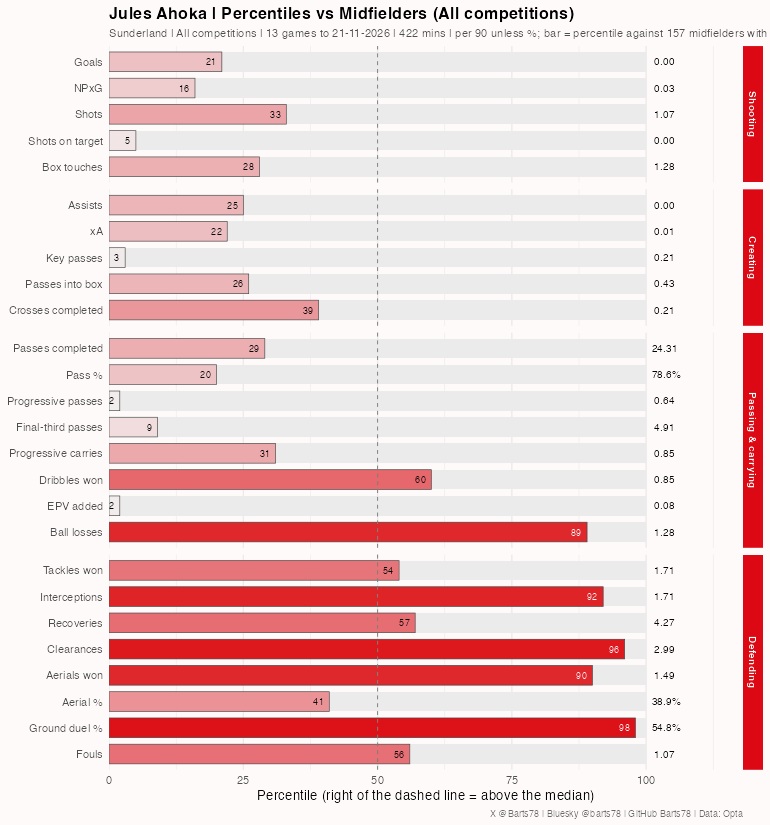 Jules Ahoka | Percentiles vs Midfielders (All competitions)
Sunderland | All competitions | 13 games to 21-11-2026 | 422 mins | per 90 unless %; bar = percentile against 157 midfielders with
Goals 21 0.00
NPxG 16 0.03
Shots 33 1.07
Shots on target 5 0.00
Box touches 28 1.28
Shooting
Assists 25 0.00
xA 22 0.01
Key passes 3 0.21
Passes into box 26 0.43
Crosses completed 39 0.21
Creating
Passes completed 29 24.31
Pass % 20 78.6%
Progressive passes 2 0.64
Final-third passes 9 4.91
Progressive carries 31 0.85
Dribbles won 60 0.85
EPV added 2 0.08
Ball losses 89 1.28
Passing & carrying
Tackles won 54 1.71
Interceptions 92 1.71
Recoveries 57 4.27
Clearances 96 2.99
Aerials won 90 1.49
Aerial % 41 38.9%
Ground duel % 98 54.8%
Fouls 56 1.07
Defending
0 25 50 75 100
Percentile (right of the dashed line = above the median)
X @Barts78 | Bluesky @barts78 | GitHub Barts78 | Data: Opta